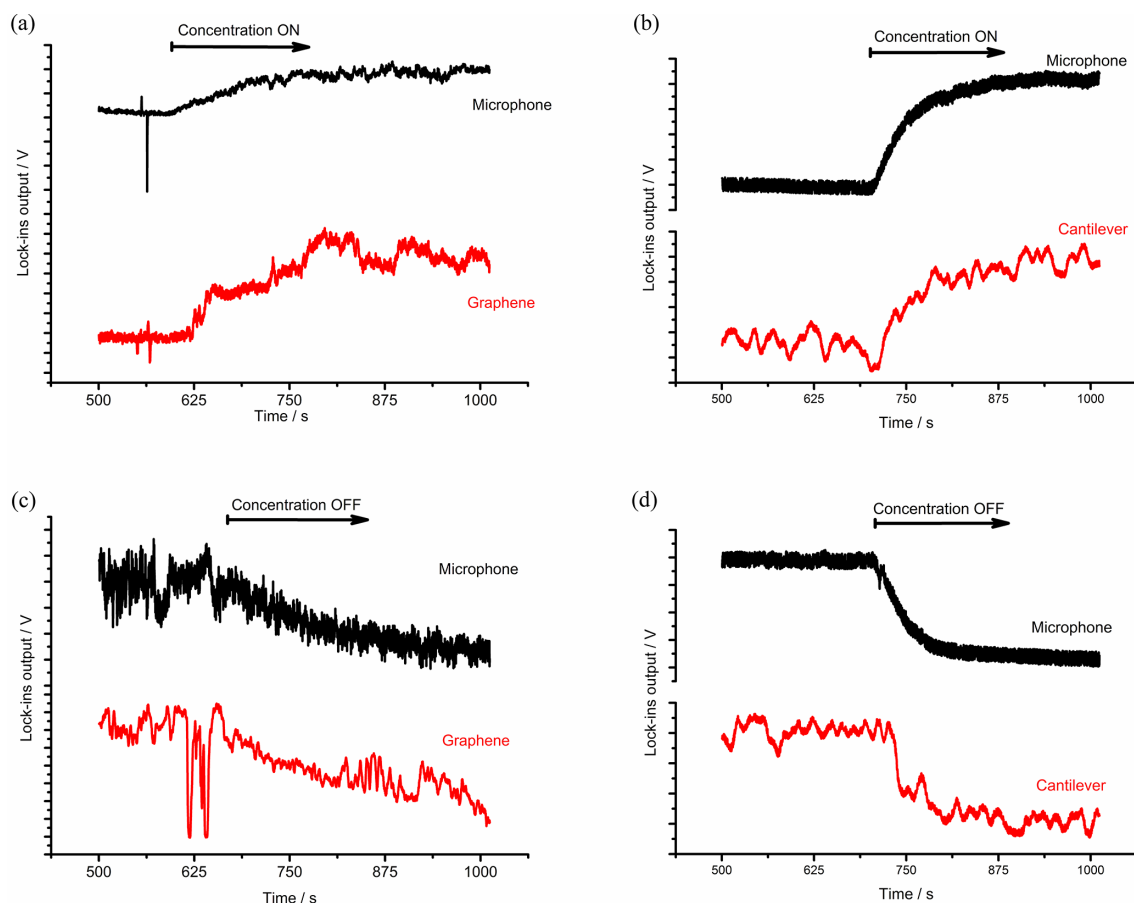 (a)
Concentration ON
Microphone
Graphene
Lock-ins output / V
500 625 750 875 1000
Time / s
(b)
Concentration ON
Microphone
Cantilever
Lock-ins output / V
500 625 750 875 1000
Time / s
(c)
Concentration OFF
Microphone
Graphene
Lock-ins output / V
500 625 750 875 1000
Time / s
(d)
Concentration OFF
Microphone
Cantilever
Lock-ins output / V
500 625 750 875 1000
Time / s